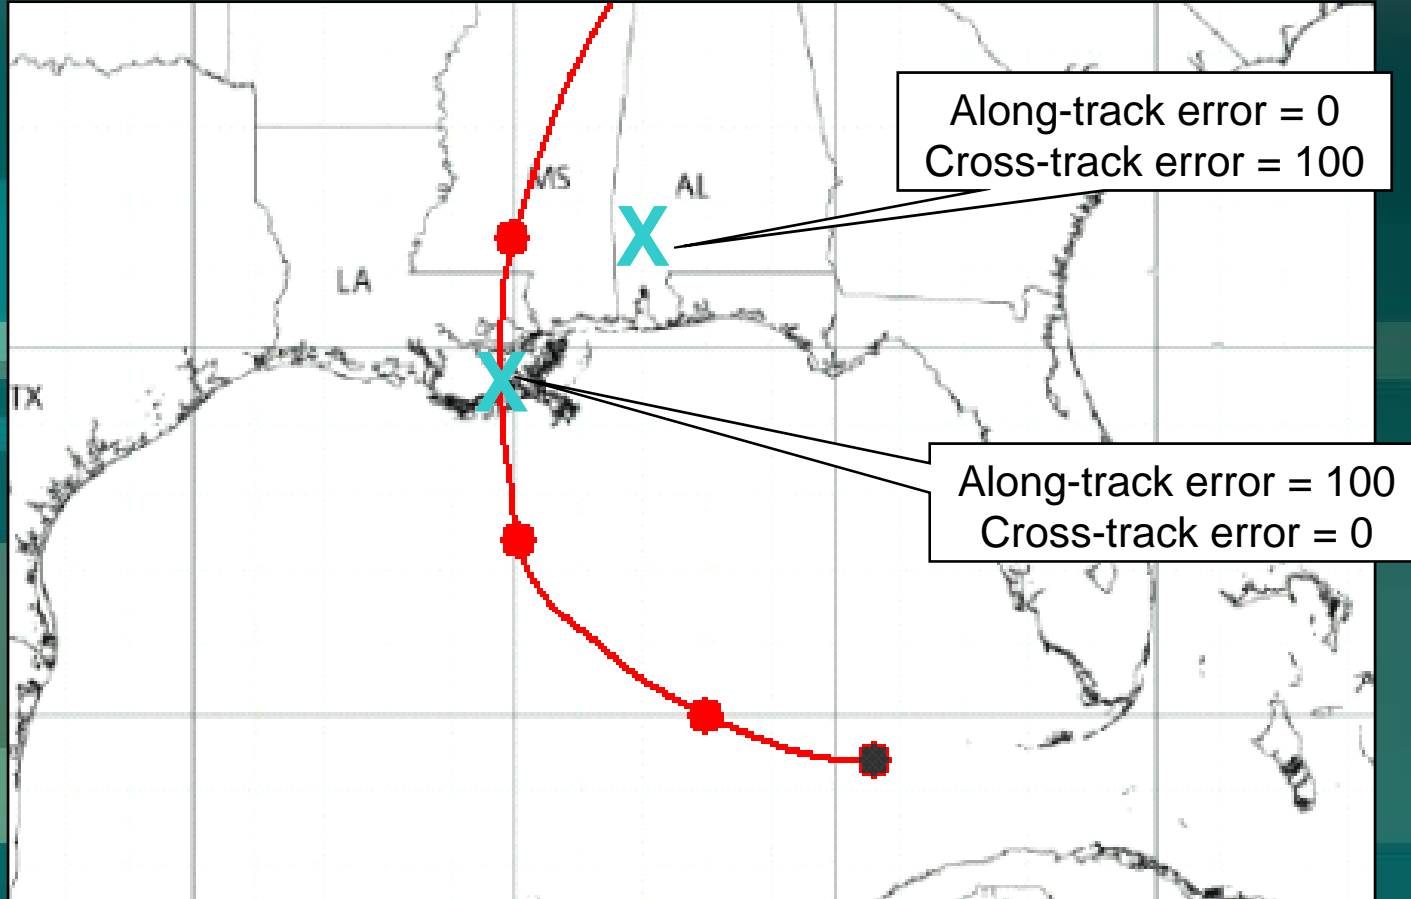 Along-track error = 0
Cross-track error = 100
MS
AL
X
LA
X
TX
Along-track error = 100
Cross-track error = 0